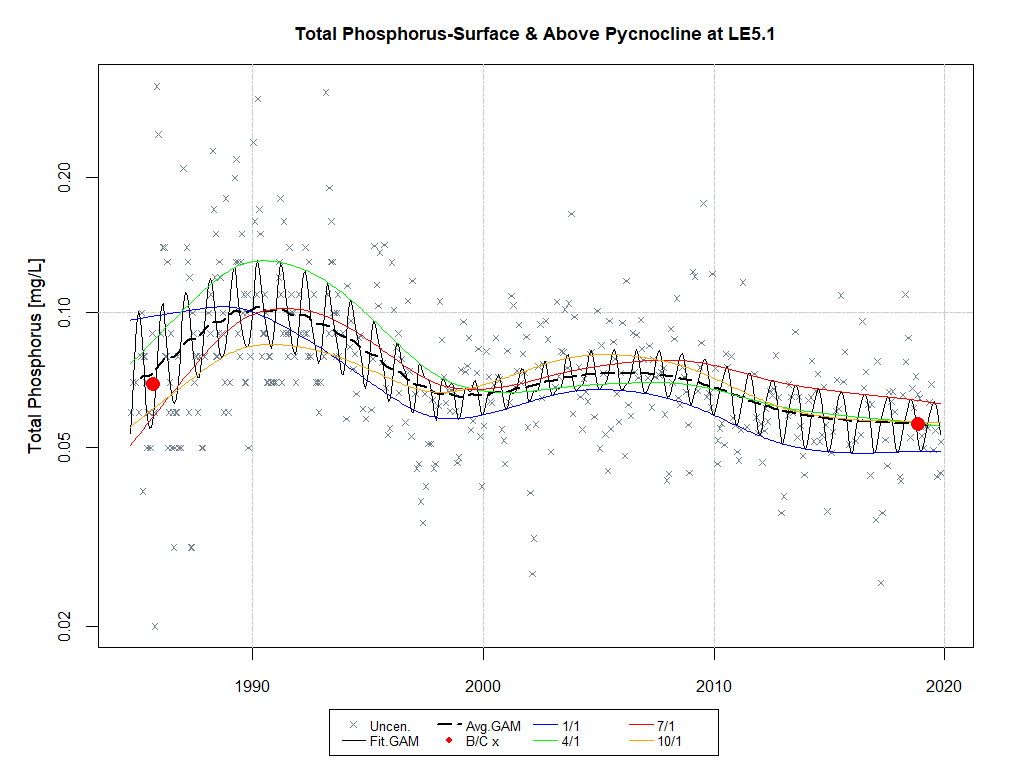 Total Phosphorus-Surface & Above Pycnocline at LE5.1
Total Phosphorus [mg/L]
0.20
0.10
0.05
0.02
1990 2000 2010 2020
Uncen. Avg.GAM 1/1 7/1
Fit.GAM B/C x 4/1 10/1